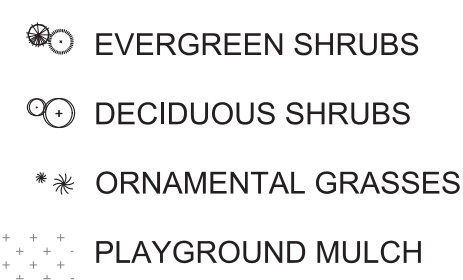 EVERGREEN SHRUBS
DECIDUOUS SHRUBS
ORNAMENTAL GRASSES
PLAYGROUND MULCH